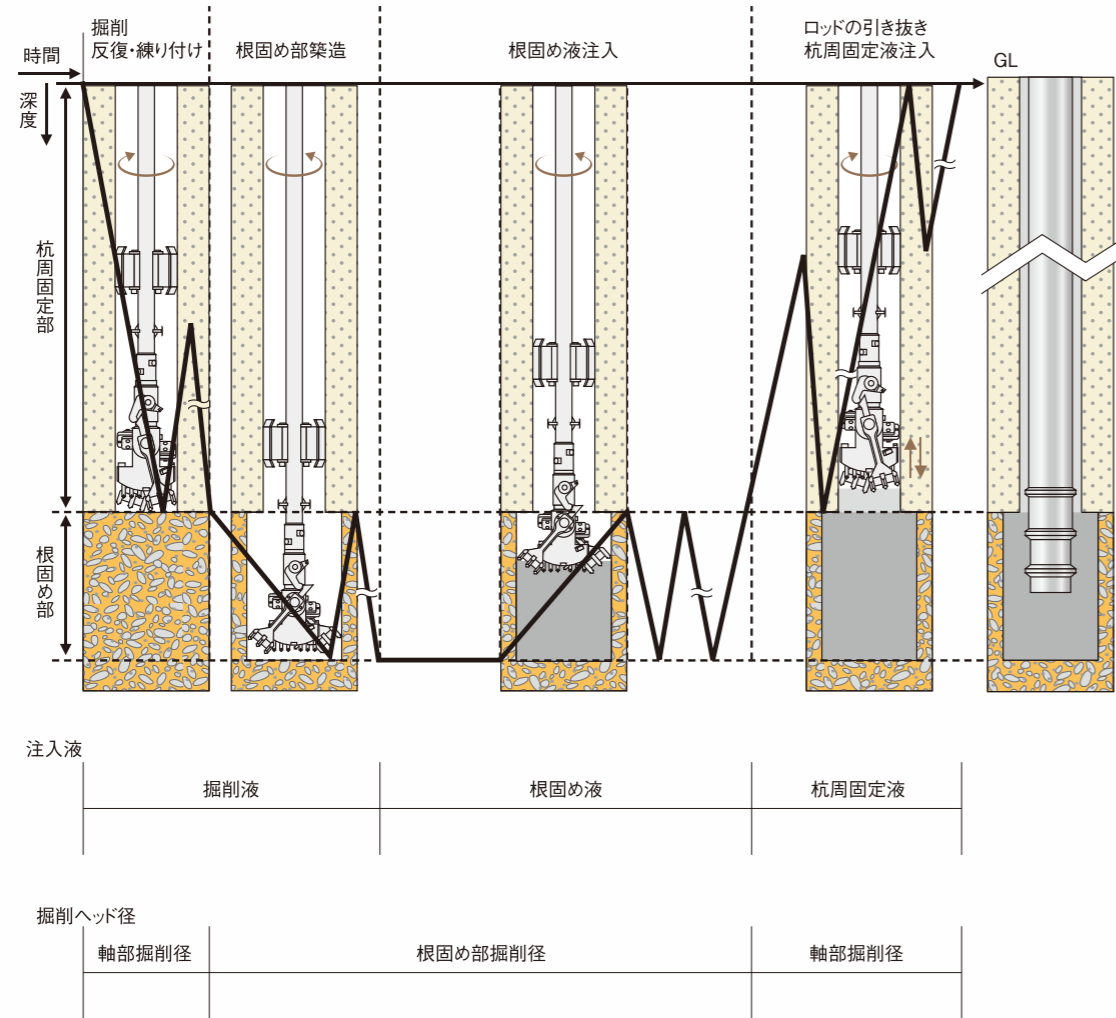 掘削
反復・練り付け
根固め部築造
根固め液注入
ロッドの引き抜き
杭周固定液注入
時間
GL
深度
杭周固定部
根固め部
注入液
掘削液
根固め液
杭周固定液
掘削ヘッド径
軸部掘削径
根固め部掘削径
軸部掘削径